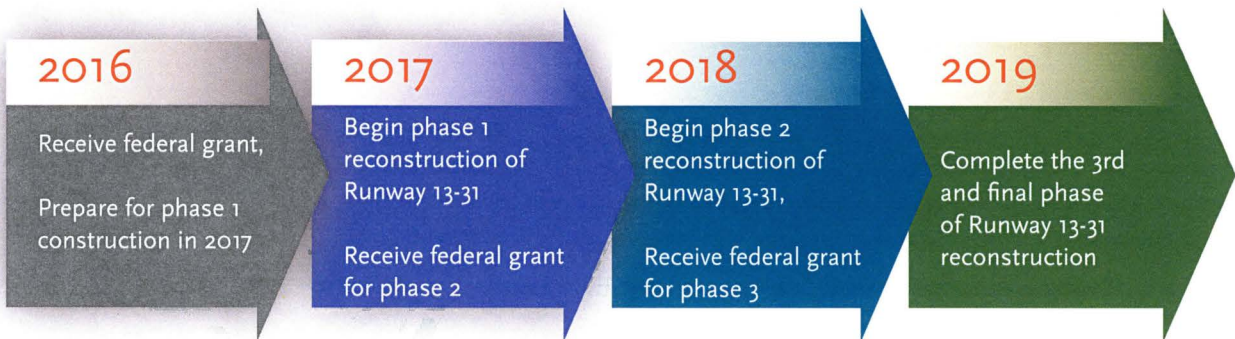 2016
Receive federal grant,
Prepare for phase 1
construction in 2017
2017
Begin phase 1
reconstruction of
Runway 13-31
Receive federal grant
for phase 2
2018
Begin phase 2
reconstruction of
Runway 13-31,
Receive federal grant
for phase 3
2019
Complete the 3rd
and final phase
of Runway 13-31
reconstruction